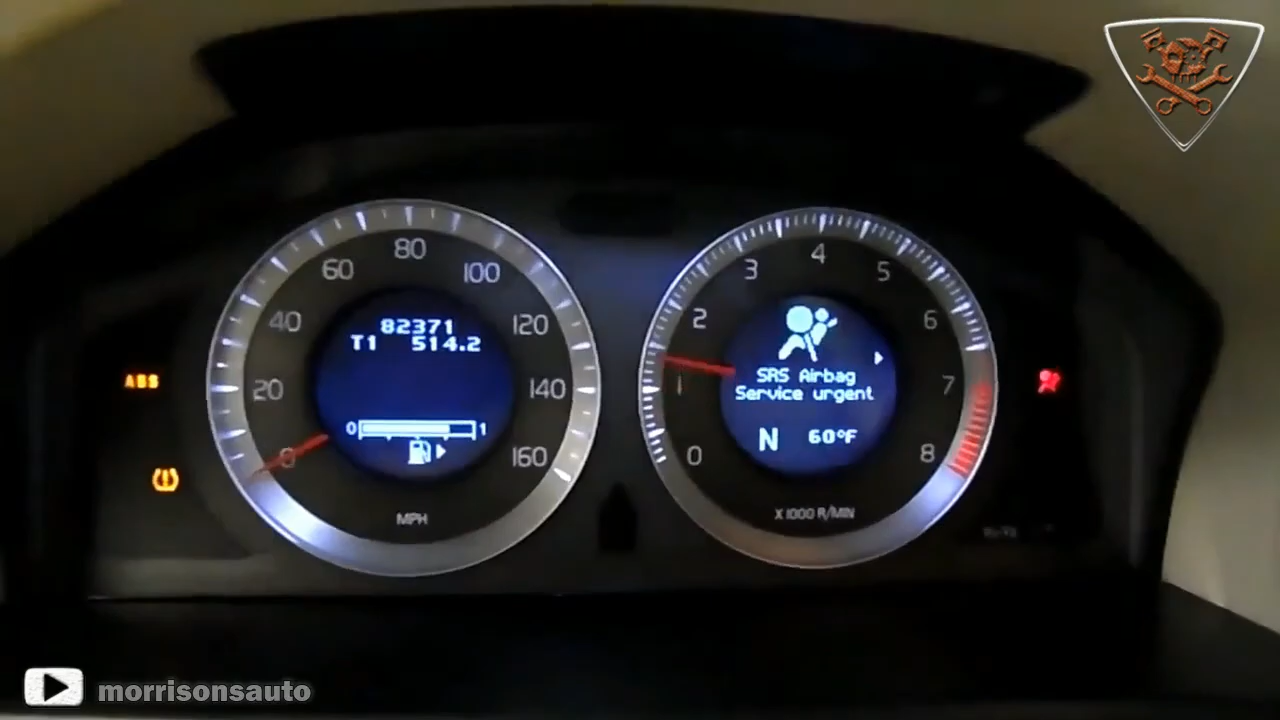 80
60
100
40
120
20
140
0
160
82371
T1 514.2
0
1
MPH
ABS
4
3
5
2
6
1
7
0
8
SRS Airbag
Service urgent
N 60°F
X 1000 R/MIN
morrisonsauto